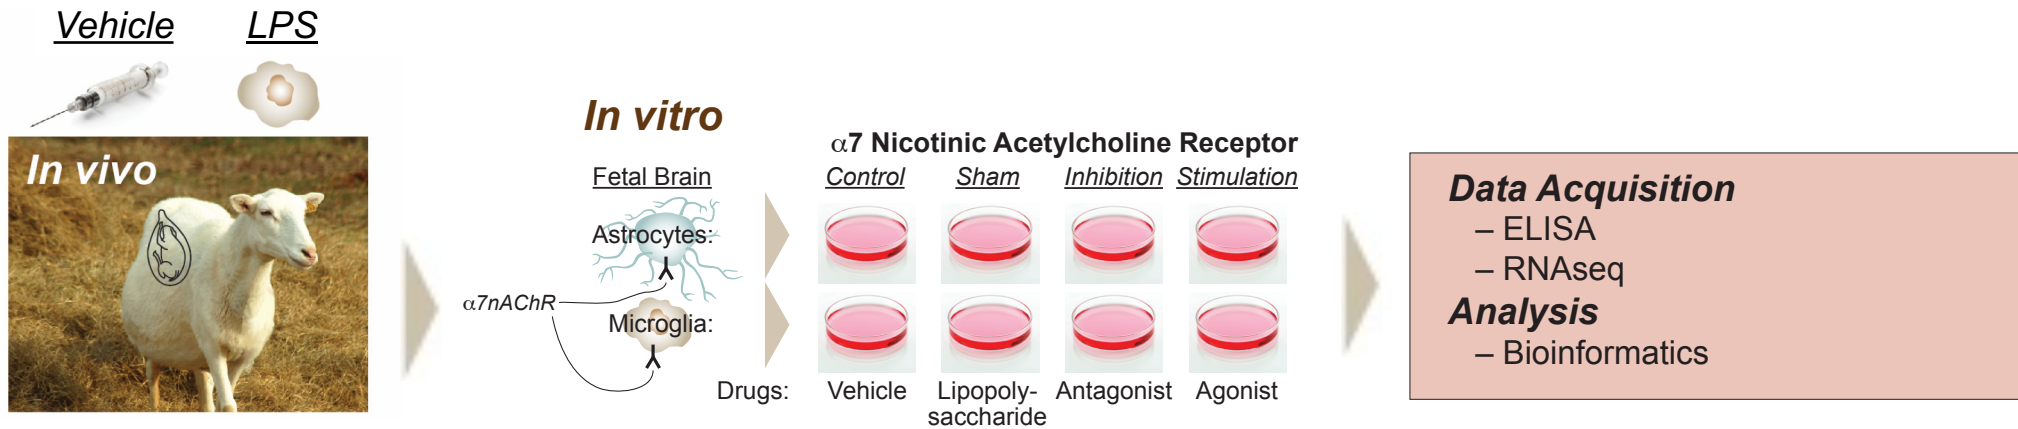 Vehicle LPS
In vivo
In vitro
α7 Nicotinic Acetylcholine Receptor
Fetal Brain
Control Sham Inhibition Stimulation
Astrocytes:
α7nAChR
Microglia:
Drugs: Vehicle Lipopoly-saccharide Antagonist Agonist
Data Acquisition
– ELISA
– RNAseq
Analysis
– Bioinformatics